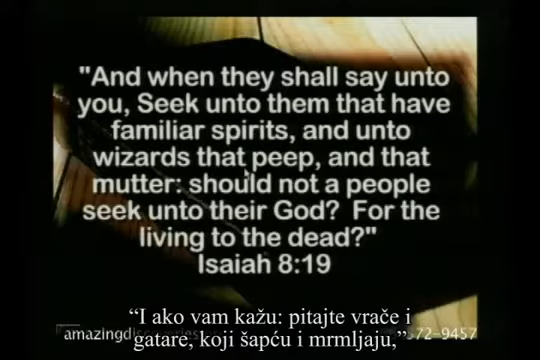 "And when they shall say unto
you, Seek unto them that have
familiar spirits, and unto
wizards that peep, and that
mutter: should not a people
seek unto their God?  For the
living to the dead?"
Isaiah 8:19
“I ako vam kažu: pitajte vrače i
gatare, koji šapću i mrmljaju,”
72-9457